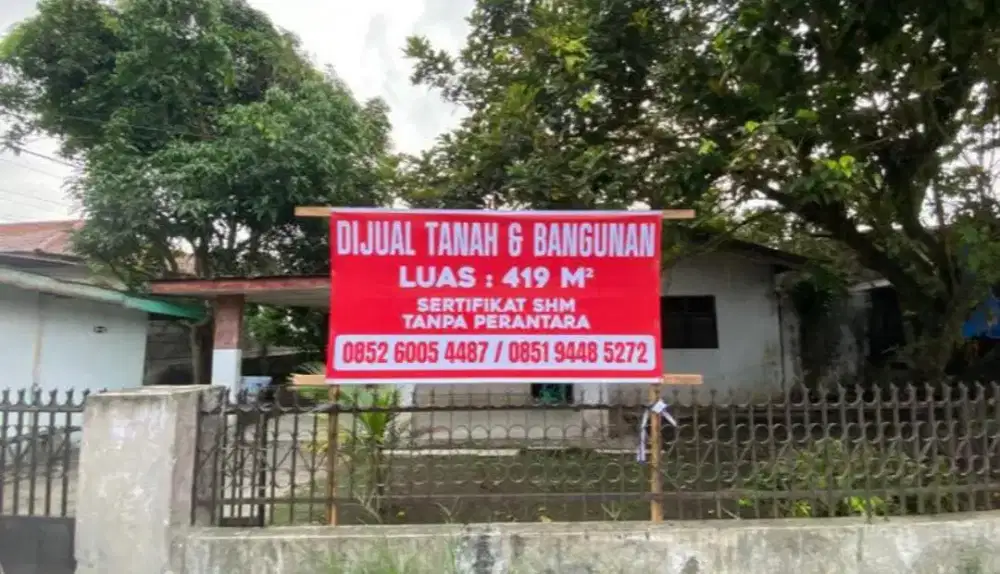 DIJUAL TANAH & BANGUNAN
LUAS : 419 M²
SERTIFIKAT SHM
TANPA PERANTARA
0852 6005 4487 / 0851 9448 5272